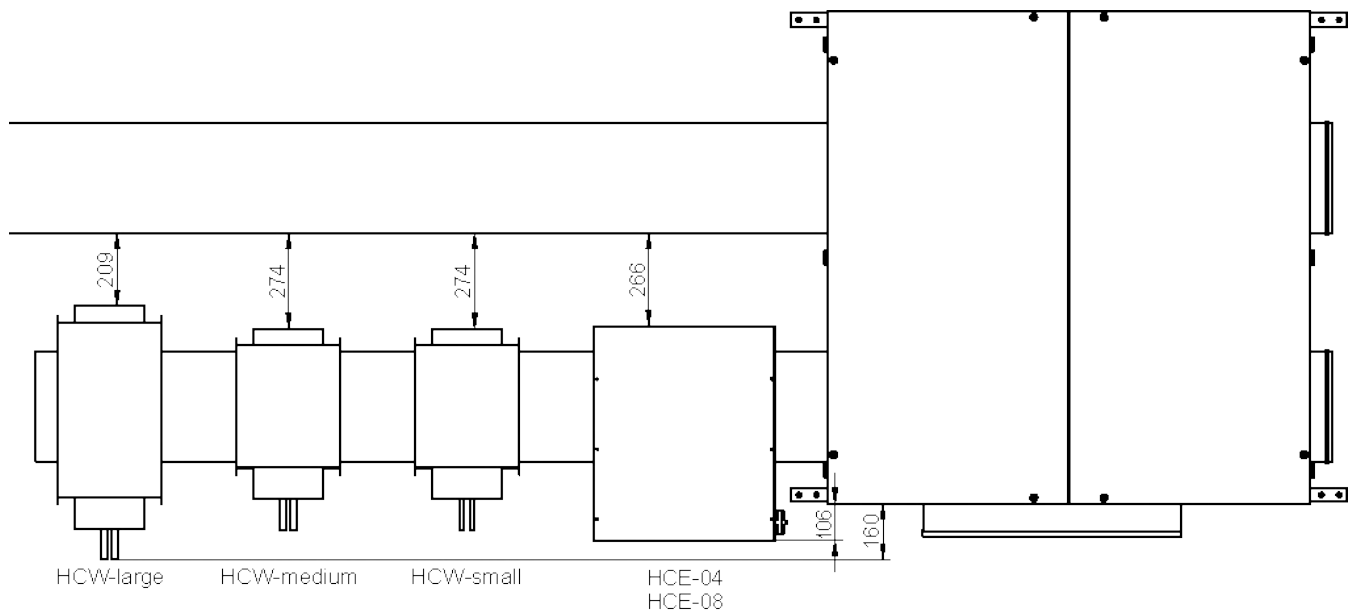 209
274
274
266
106
160
HCW-large
HCW-medium
HCW-small
HCE-04
HCE-08